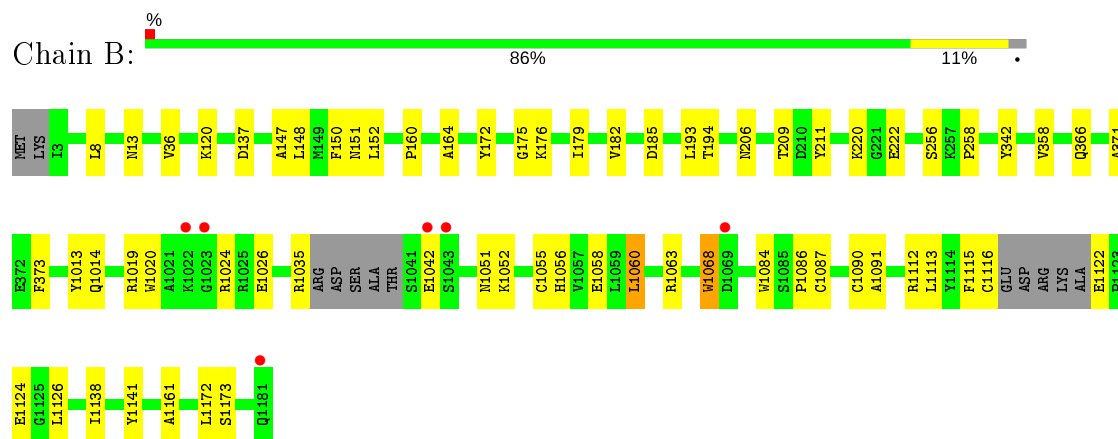 %
Chain B:
86%
11%
•
MET LYS I3 L8 N13 V36 K120 D137 A147 L148 M149 F150 N151 L152 P160 A164 Y172 G175 K176 I179 V182 D185 L193 T194 N206 T209 D210 Y211 K220 G221 E222 S256 K257 P258 Y342 V358 Q366 A371
E372 F373 Y1013 Q1014 R1019 W1020 A1021 K1022 G1023 R1024 R1025 E1026 R1035 ARG ASP SER ALA THR S1041 E1042 S1043 N1051 K1052 C1055 H1056 V1057 E1058 L1059 L1060 R1063 W1068 D1069 W1084 S1085 P1086 C1087 C1090 A1091 R1112 L1113 Y1114 F1115 C1116 GLU ASP ARG LYS ALA E1122
E1124 G1125 L1126 I1138 Y1141 A1161 L1172 S1173 Q1181